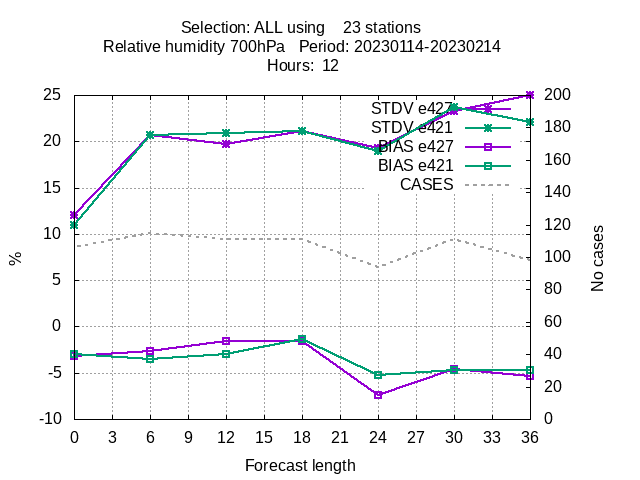 Selection: ALL using 23 stations
Relative humidity 700hPa Period: 20230114-20230214
Hours: 12
25 200
STDV e427
STDV e421
BIAS e427
BIAS e421
CASES
20 180
15 160
10 140
5 120
0 100
-5 80
-10 60
40
20
0
%
No cases
0 3 6 9 12 15 18 21 24 27 30 33 36
Forecast length